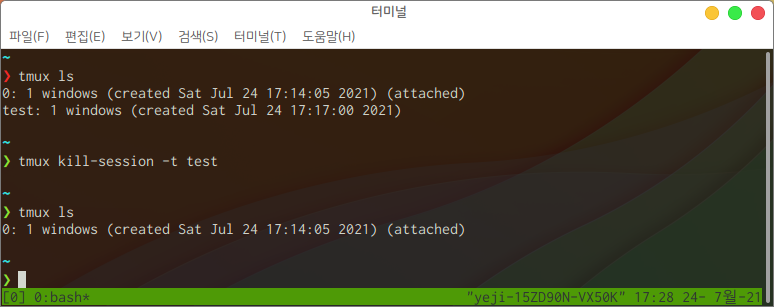 터미널
파일(F) 편집(E) 보기(V) 검색(S) 터미널(T) 도움말(H)
~
❯ tmux ls
0: 1 windows (created Sat Jul 24 17:14:05 2021) (attached)
test: 1 windows (created Sat Jul 24 17:17:00 2021)
~
❯ tmux kill-session -t test
~
❯ tmux ls
0: 1 windows (created Sat Jul 24 17:14:05 2021) (attached)
~
❯
[0] 0:bash* "yeji-15ZD90N-VX50K" 17:28 24- 7월-21